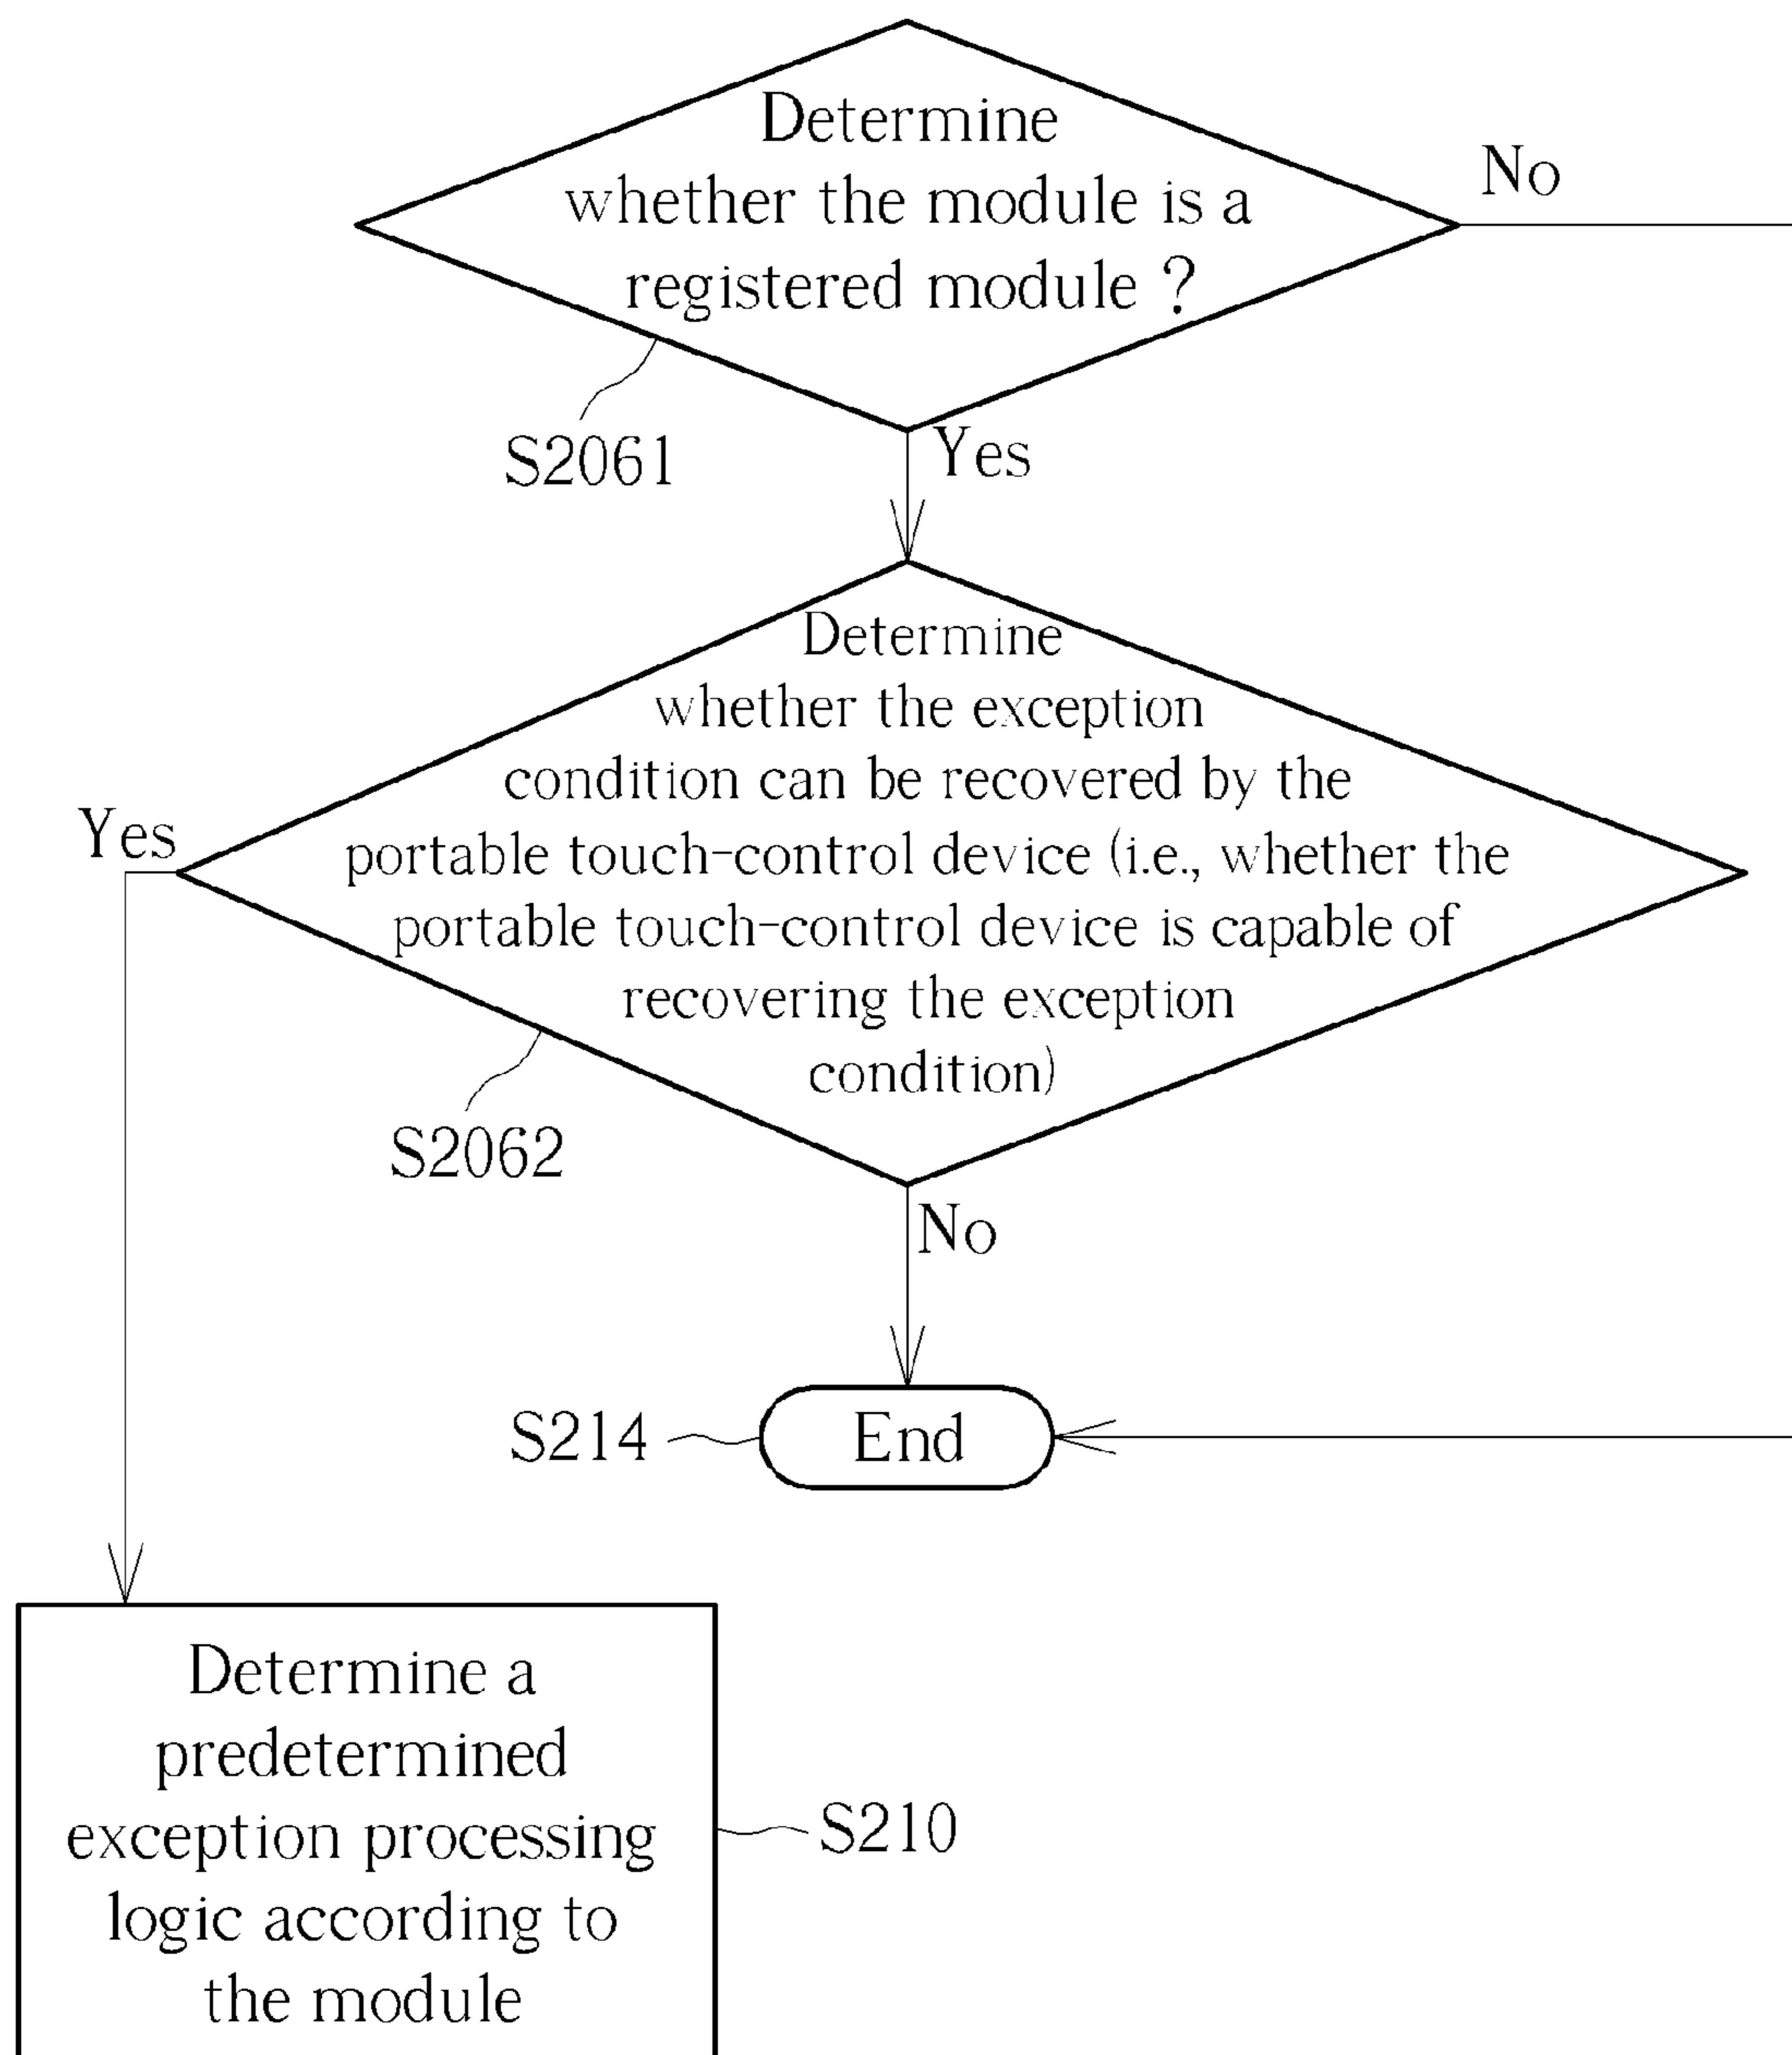 Determine
whether the module is a
registered module ?
No
S2061
Yes
Determine
whether the exception
condition can be recovered by the
portable touch-control device (i.e., whether the
portable touch-control device is capable of
recovering the exception
condition)
Yes
S2062
No
S214
End
Determine a
predetermined
exception processing
logic according to
the module
S210